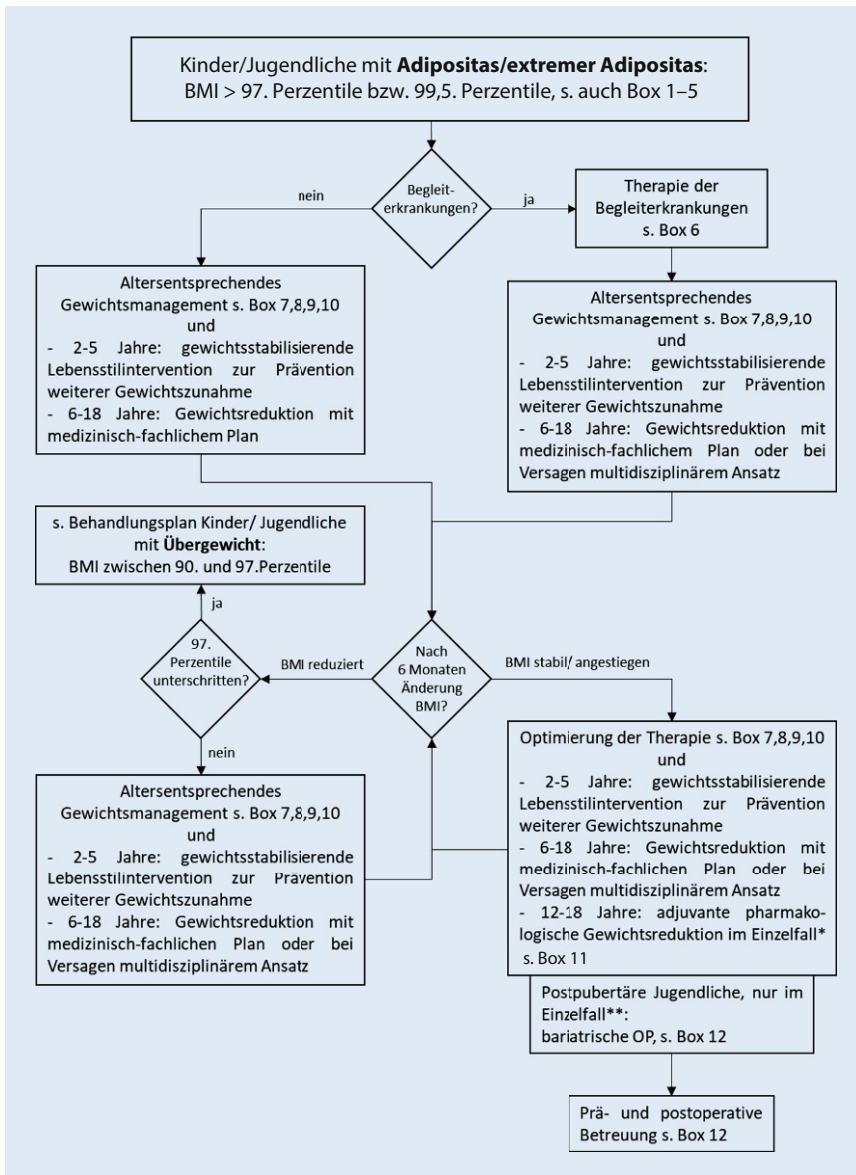 Kinder/Jugendliche mit Adipositas/extremer Adipositas:
BMI > 97. Perzentile bzw. 99,5. Perzentile, s. auch Box 1–5
Begleit-
erkrankungen?
nein
ja
Therapie der
Begleiterkrankungen
s. Box 6
Altersentsprechendes
Gewichtsmanagement s. Box 7,8,9,10
und
- 2-5 Jahre: gewichtsstabilisierende
Lebensstilintervention zur Prävention
weiterer Gewichtszunahme
- 6-18 Jahre: Gewichtsreduktion mit
medizinisch-fachlichem Plan
Altersentsprechendes
Gewichtsmanagement s. Box 7,8,9,10
und
- 2-5 Jahre: gewichtsstabilisierende
Lebensstilintervention zur Prävention
weiterer Gewichtszunahme
- 6-18 Jahre: Gewichtsreduktion mit
medizinisch-fachlichem Plan oder bei
Versagen multidisziplinärem Ansatz
s. Behandlungsplan Kinder/ Jugendliche
mit Übergewicht:
BMI zwischen 90. und 97.Perzentile
ja
97.
Perzentile
unterschritten?
BMI reduziert
Nach
6 Monaten
Änderung
BMI?
BMI stabil/ angestiegen
nein
Altersentsprechendes
Gewichtsmanagement s. Box 7,8,9,10
und
- 2-5 Jahre: gewichtsstabilisierende
Lebensstilintervention zur Prävention
weiterer Gewichtszunahme
- 6-18 Jahre: Gewichtsreduktion mit
medizinisch-fachlichen Plan oder bei
Versagen multidisziplinärem Ansatz
Optimierung der Therapie s. Box 7,8,9,10
und
- 2-5 Jahre: gewichtsstabilisierende
Lebensstilintervention zur Prävention
weiterer Gewichtszunahme
- 6-18 Jahre: Gewichtsreduktion mit
medizinisch-fachlichen Plan oder bei
Versagen multidisziplinärem Ansatz
- 12-18 Jahre: adjuvante pharmako-
logische Gewichtsreduktion im Einzelfall*
s. Box 11
Postpubertäre Jugendliche, nur im
Einzelfall**:
bariatrische OP, s. Box 12
Prä- und postoperative
Betreuung s. Box 12